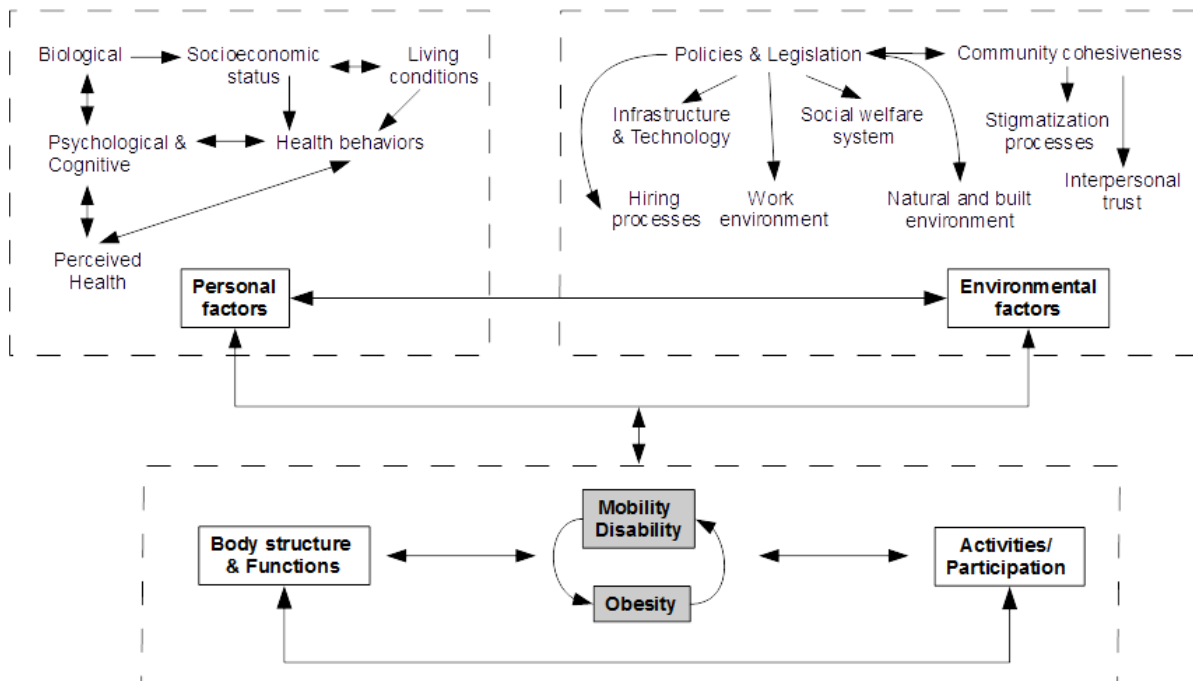 Biological
Socioeconomic
status
Living
conditions
Psychological &
Cognitive
Health behaviors
Perceived
Health
Personal
factors
Policies & Legislation
Community cohesiveness
Infrastructure
& Technology
Social welfare
system
Stigmatization
processes
Interpersonal
trust
Hiring
processes
Work
environment
Natural and built
environment
Environmental
factors
Mobility
Disability
Body structure
& Functions
Activities/
Participation
Obesity